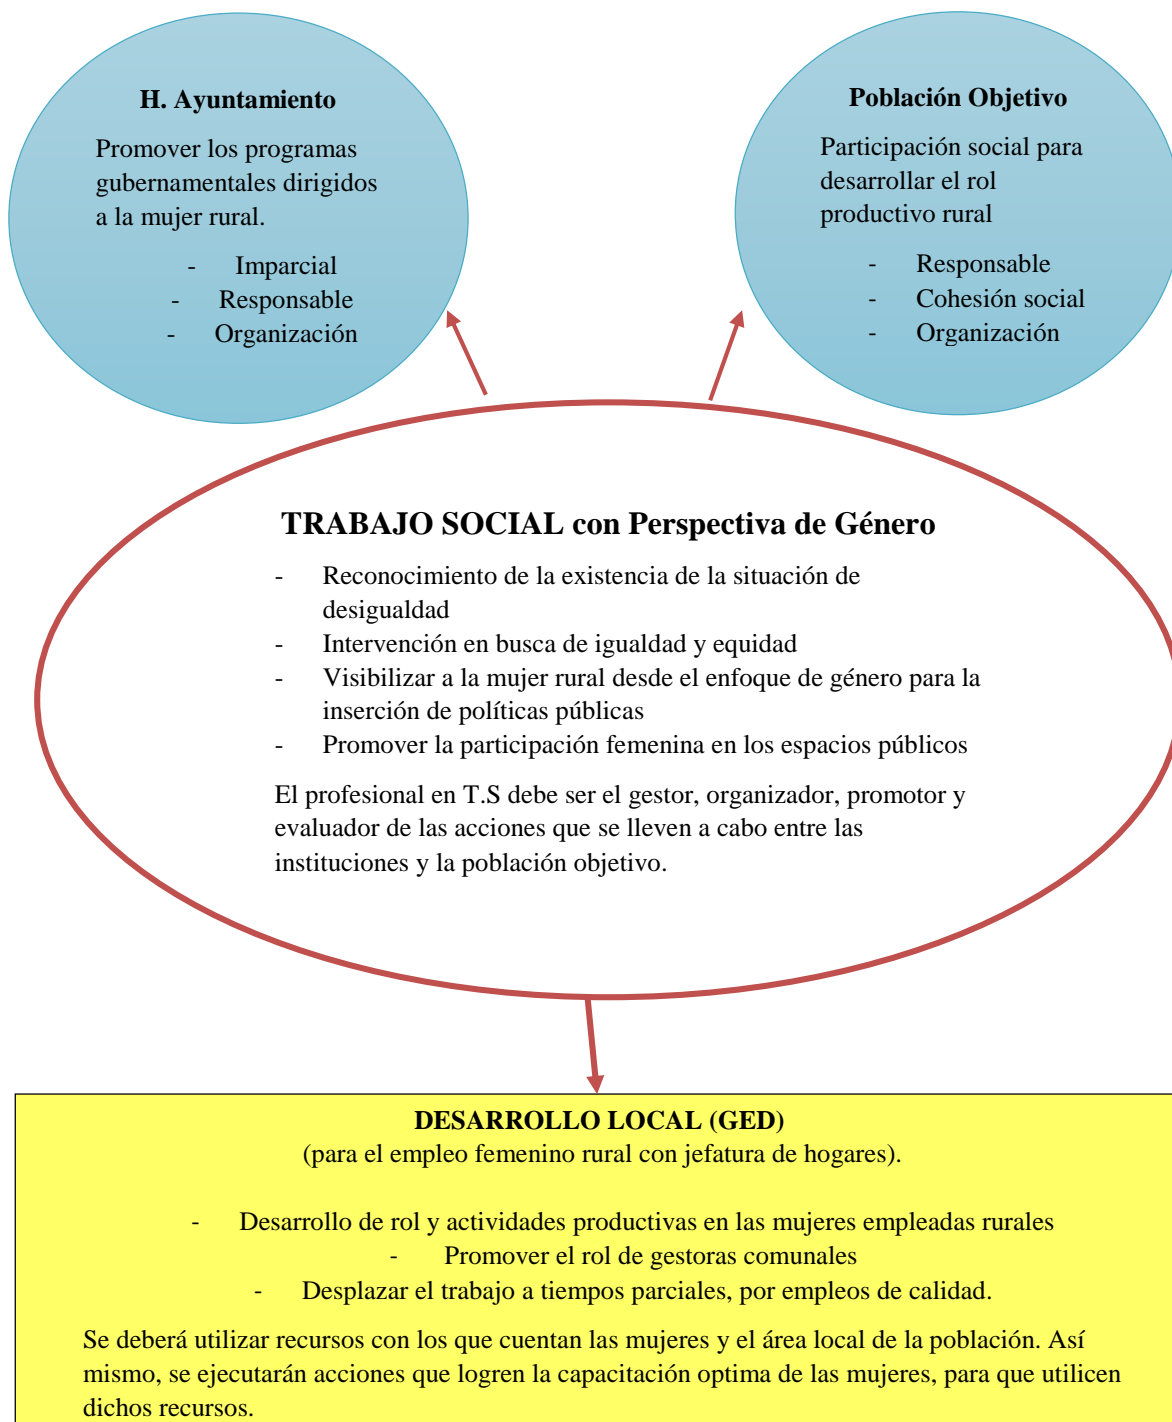 H. Ayuntamiento
Promover los programas
gubernamentales dirigidos
a la mujer rural.
- Imparcial
- Responsable
- Organización
Población Objetivo
Participación social para
desarrollar el rol
productivo rural
- Responsable
- Cohesión social
- Organización
TRABAJO SOCIAL con Perspectiva de Género
- Reconocimiento de la existencia de la situación de
desigualdad
- Intervención en busca de igualdad y equidad
- Visibilizar a la mujer rural desde el enfoque de género para la
inserción de políticas públicas
- Promover la participación femenina en los espacios públicos
El profesional en T.S debe ser el gestor, organizador, promotor y
evaluador de las acciones que se lleven a cabo entre las
instituciones y la población objetivo.
DESARROLLO LOCAL (GED)
(para el empleo femenino rural con jefatura de hogares).
- Desarrollo de rol y actividades productivas en las mujeres empleadas rurales
- Promover el rol de gestoras comunales
- Desplazar el trabajo a tiempos parciales, por empleos de calidad.
Se deberá utilizar recursos con los que cuentan las mujeres y el área local de la población. Así
mismo, se ejecutarán acciones que logren la capacitación optima de las mujeres, para que utilicen
dichos recursos.